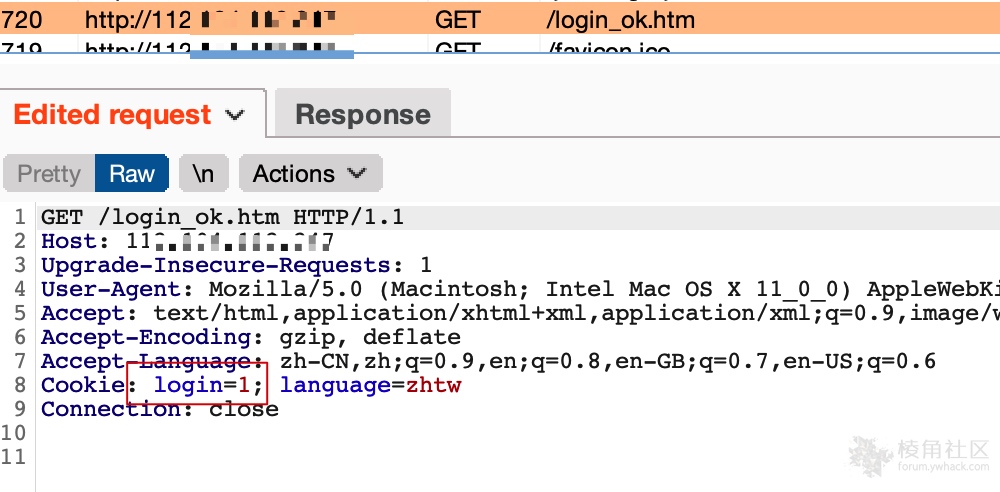 720 http://112 GET /login_ok.htm
719 http://112 GET /favicon.ico
Edited request Response
Pretty Raw \n Actions
1 GET /login_ok.htm HTTP/1.1
2 Host:
3 Upgrade-Insecure-Requests: 1
4 User-Agent: Mozilla/5.0 (Macintosh; Intel Mac OS X 11_0_0) AppleWebKi
5 Accept: text/html,application/xhtml+xml,application/xml;q=0.9,image/w
6 Accept-Encoding: gzip, deflate
7 Accept-Language: zh-CN,zh;q=0.9,en;q=0.8,en-GB;q=0.7,en-US;q=0.6
8 Cookie: login=1; language=zhtw
9 Connection: close
10
11
棱角社区
forum.ywhack.com